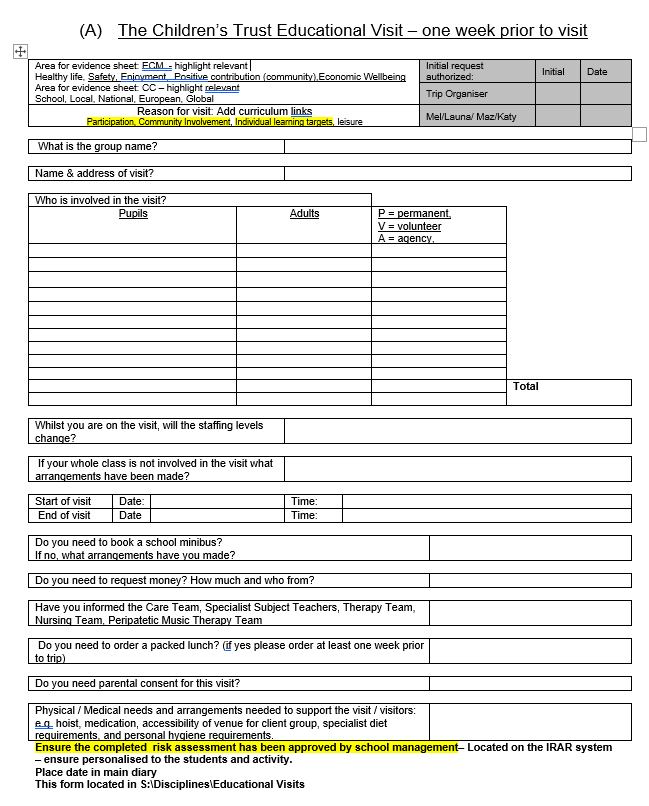 (A) The Children's Trust Educational Visit – one week prior to visit
Area for evidence sheet: ECM - highlight relevant
Healthy life, Safety, Enjoyment, Positive contribution (community),Economic Wellbeing
Area for evidence sheet: CC – highlight relevant
School, Local, National, European, Global
Reason for visit: Add curriculum links
Participation, Community Involvement, Individual learning targets, leisure
Initial request
authorized:
Initial
Date
Trip Organiser
Mel/Launa/ Maz/Katy
What is the group name?
Name & address of visit?
Who is involved in the visit?
Pupils
Adults
P = permanent,
V = volunteer
A = agency,
Total
Whilst you are on the visit, will the staffing levels
change?
If your whole class is not involved in the visit what
arrangements have been made?
Start of visit Date: Time:
End of visit Date Time:
Do you need to book a school minibus?
If no, what arrangements have you made?
Do you need to request money? How much and who from?
Have you informed the Care Team, Specialist Subject Teachers, Therapy Team,
Nursing Team, Peripatetic Music Therapy Team
Do you need to order a packed lunch? (if yes please order at least one week prior
to trip)
Do you need parental consent for this visit?
Physical / Medical needs and arrangements needed to support the visit / visitors:
e.g. hoist, medication, accessibility of venue for client group, specialist diet
requirements, and personal hygiene requirements.
Ensure the completed risk assessment has been approved by school management– Located on the IRAR system
– ensure personalised to the students and activity.
Place date in main diary
This form located in S:\Disciplines\Educational Visits